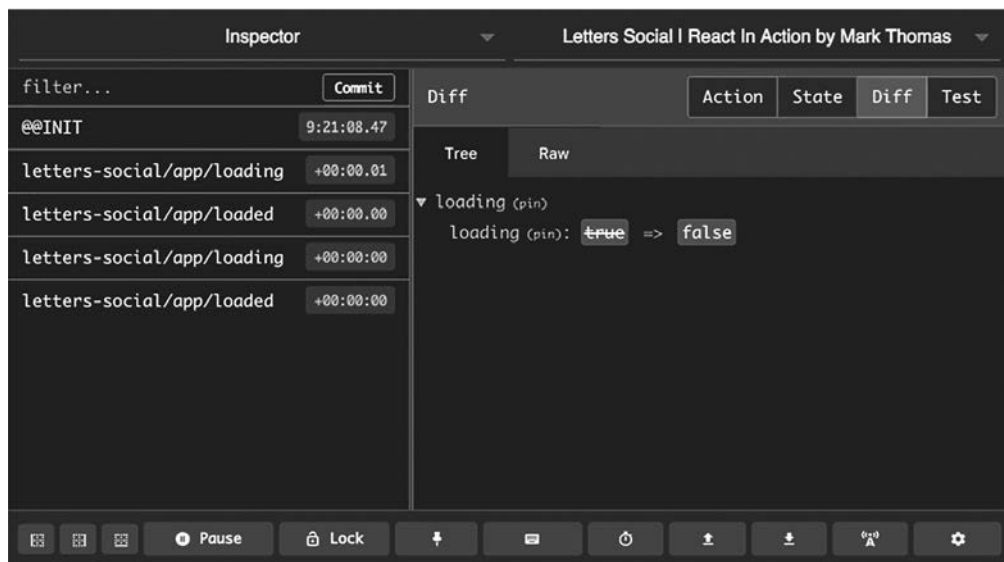 Inspector
Letters Social | React In Action by Mark Thomas
filter... Commit
@@INIT 9:21:08.47
letters-social/app/loading +00:00.01
letters-social/app/loaded +00:00.00
letters-social/app/loading +00:00:00
letters-social/app/loaded +00:00:00
Diff Action State Diff Test
Tree Raw
loading (pin)
loading (pin): true => false
Pause Lock